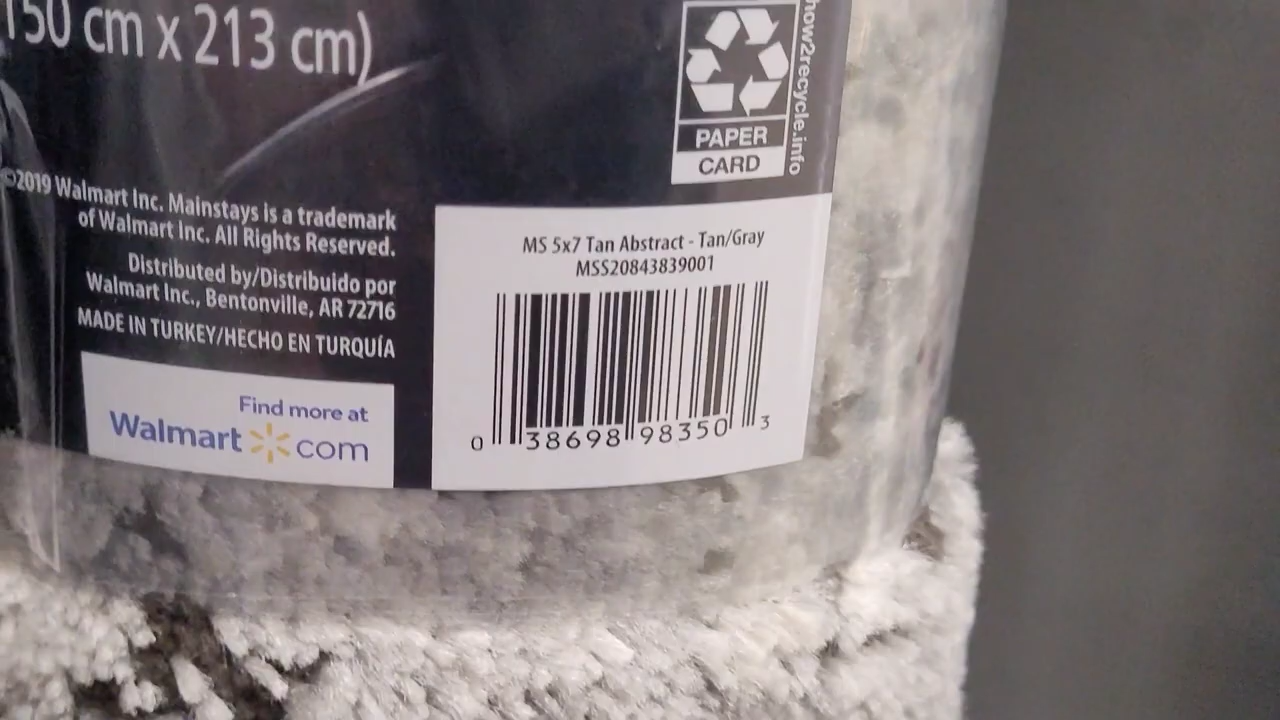 150 cm x 213 cm)
how2recycle.info
PAPER
CARD
©2019 Walmart Inc. Mainstays is a trademark
of Walmart Inc. All Rights Reserved.
Distributed by/Distribuido por
Walmart Inc., Bentonville, AR 72716
MADE IN TURKEY/HECHO EN TURQUÍA
Find more at
Walmart com
MS 5x7 Tan Abstract - Tan/Gray
MSS20843839001
0 38698 98350 3